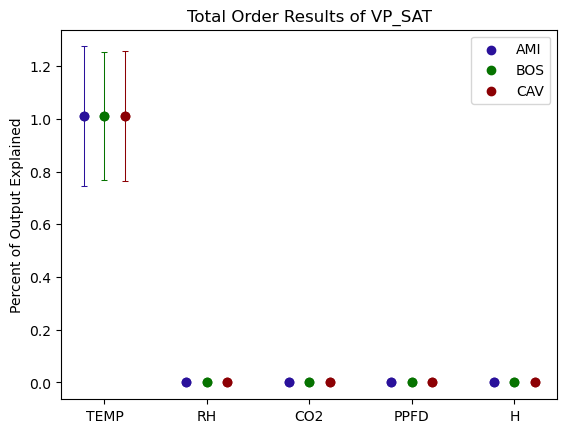 Total Order Results of VP_SAT
AMI
BOS
CAV
Percent of Output Explained
1.2
1.0
0.8
0.6
0.4
0.2
0.0
TEMP RH CO2 PPFD H